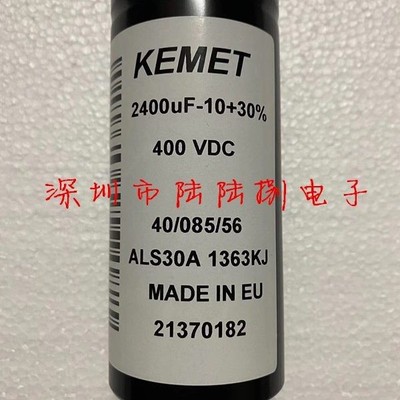 KEMET
2400uF-10+30%
400 VDC
深圳市陆陆捌电子
40/085/56
ALS30A 1363KJ
MADE IN EU
21370182